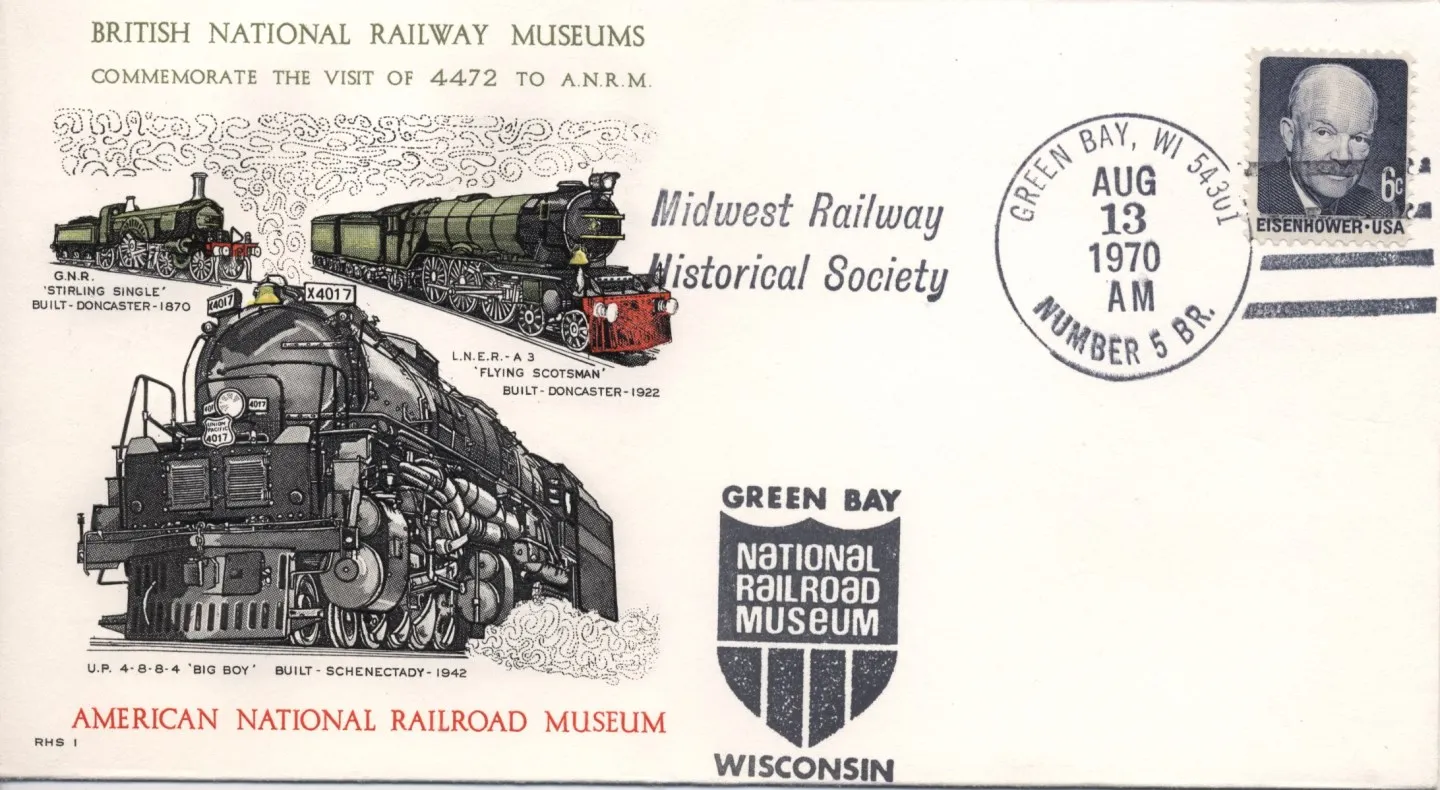 BRITISH NATIONAL RAILWAY MUSEUMS
COMMEMORATE THE VISIT OF 4472 TO A.N.R.M.
G.N.R.
'STIRLING SINGLE'
BUILT-DONCASTER-1870
L.N.E.R.-A 3
'FLYING SCOTSMAN'
BUILT-DONCASTER-1922
X4017
X4017
4017
UNION
PACIFIC
4017
U.P. 4-8-8-4 'BIG BOY' BUILT-SCHENECTADY-1942
AMERICAN NATIONAL RAILROAD MUSEUM
RHS 1
Midwest Railway
Historical Society
GREEN BAY, WI 54301
AUG
13
1970
AM
NUMBER 5 BR.
6c
EISENHOWER·USA
GREEN BAY
NATIONAL
RAILROAD
MUSEUM
WISCONSIN